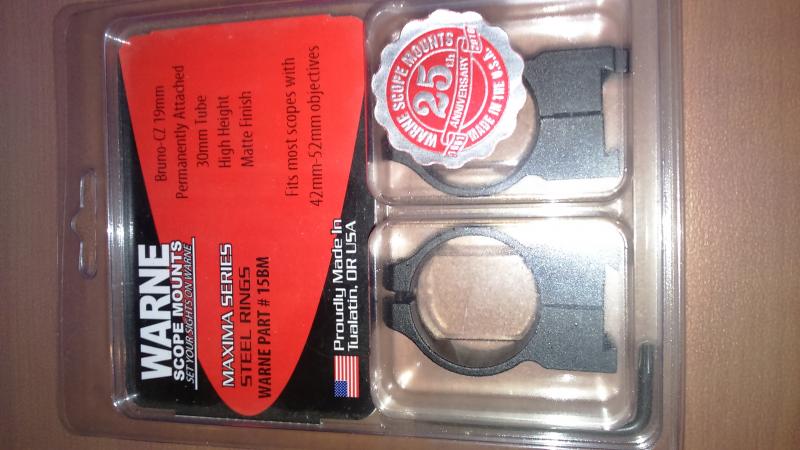 WARNE
SCOPE MOUNTS
SET YOUR SIGHTS ON WARNE
MAXIMA SERIES
STEEL RINGS
WARNE PART # 15BM
Bruno-CZ 19mm
Permanently Attached
30mm Tube
High Height
Matte Finish
Fits most scopes with
42mm-52mm objectives
Proudly Made In
Tualatin, OR USA
WARNE SCOPE MOUNTS
25th
ANNIVERSARY
1991
2016
MADE IN THE U.S.A.